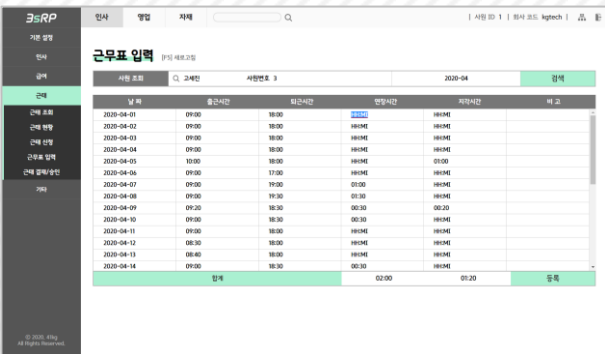 3sRP
인사 영업 자재
| 사원 ID 1 | 회사 코드 kgtech |
기본 설정
인사
급여
근태
근태 조회
근태 현황
근태 신청
근무표 입력
근태 결재/승인
기타
© 2020. 4Bkg
All Rights Reserved.
근무표 입력 [F5] 새로고침
사원 조회 고세진 사원번호 3 2020-04 검색
날 짜 출근시간 퇴근시간 연장시간 지각시간 비 고
2020-04-01 09:00 18:00 HH:MI HH:MI
2020-04-02 09:00 18:00 HH:MI HH:MI
2020-04-03 09:00 18:00 HH:MI HH:MI
2020-04-04 09:00 18:00 HH:MI HH:MI
2020-04-05 10:00 18:00 HH:MI 01:00
2020-04-06 09:00 17:00 HH:MI HH:MI
2020-04-07 09:00 19:00 01:00 HH:MI
2020-04-08 09:00 19:30 01:30 HH:MI
2020-04-09 09:20 18:30 00:30 00:20
2020-04-10 09:00 18:30 00:30 HH:MI
2020-04-11 09:00 18:00 HH:MI HH:MI
2020-04-12 08:30 18:00 HH:MI HH:MI
2020-04-13 08:40 18:00 HH:MI HH:MI
2020-04-14 09:00 18:30 00:30 HH:MI
합계 02:00 01:20 등록